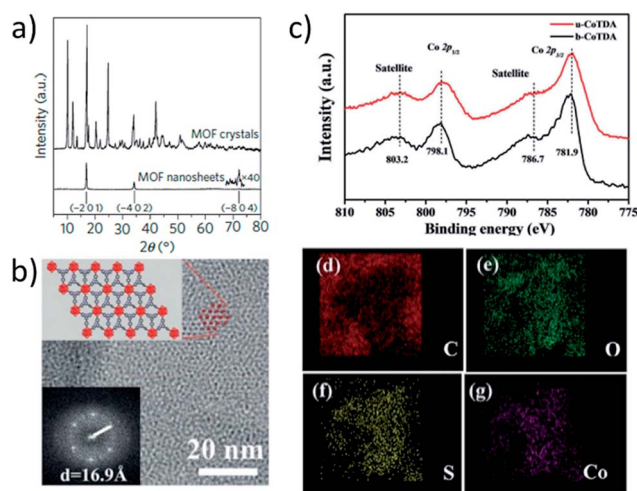 a)
Intensity (a.u.)
MOF crystals
MOF nanosheets
×40
(−2 0 1)
(−4 0 2)
(−8 0 4)
5 10 20 30 40 50 60 70 80
2θ (°)
b)
d=16.9Å
20 nm
c)
u-CoTDA
b-CoTDA
Intensity (a.u.)
Satellite
Co 2p1/2
Satellite
Co 2p3/2
803.2
798.1
786.7
781.9
810 805 800 795 790 785 780 775
Binding energy (eV)
(d)
C
(e)
O
(f)
S
(g)
Co